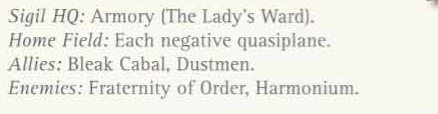 Sigil HQ: Armory (The Lady's Ward).
Home Field: Each negative quasiplane.
Allies: Bleak Cabal, Dustmen.
Enemies: Fraternity of Order, Harmonium.